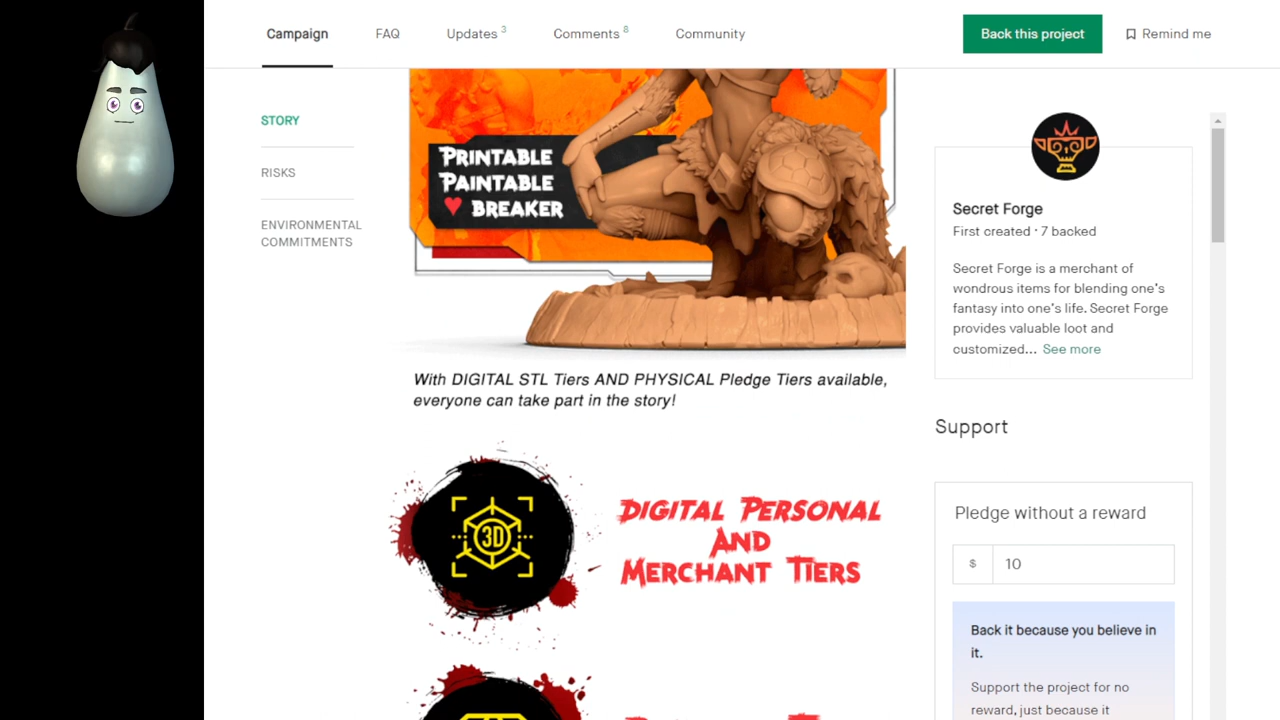 Campaign
FAQ
Updates 3
Comments 8
Community
Back this project
Remind me
STORY
RISKS
ENVIRONMENTAL
COMMITMENTS
PRINTABLE
PAINTABLE
BREAKER
With DIGITAL STL Tiers AND PHYSICAL Pledge Tiers available,
everyone can take part in the story!
3D
DIGITAL PERSONAL
AND
MERCHANT TIERS
Secret Forge
First created · 7 backed
Secret Forge is a merchant of
wondrous items for blending one's
fantasy into one's life. Secret Forge
provides valuable loot and
customized... See more
Support
Pledge without a reward
$ 10
Back it because you believe in
it.
Support the project for no
reward, just because it